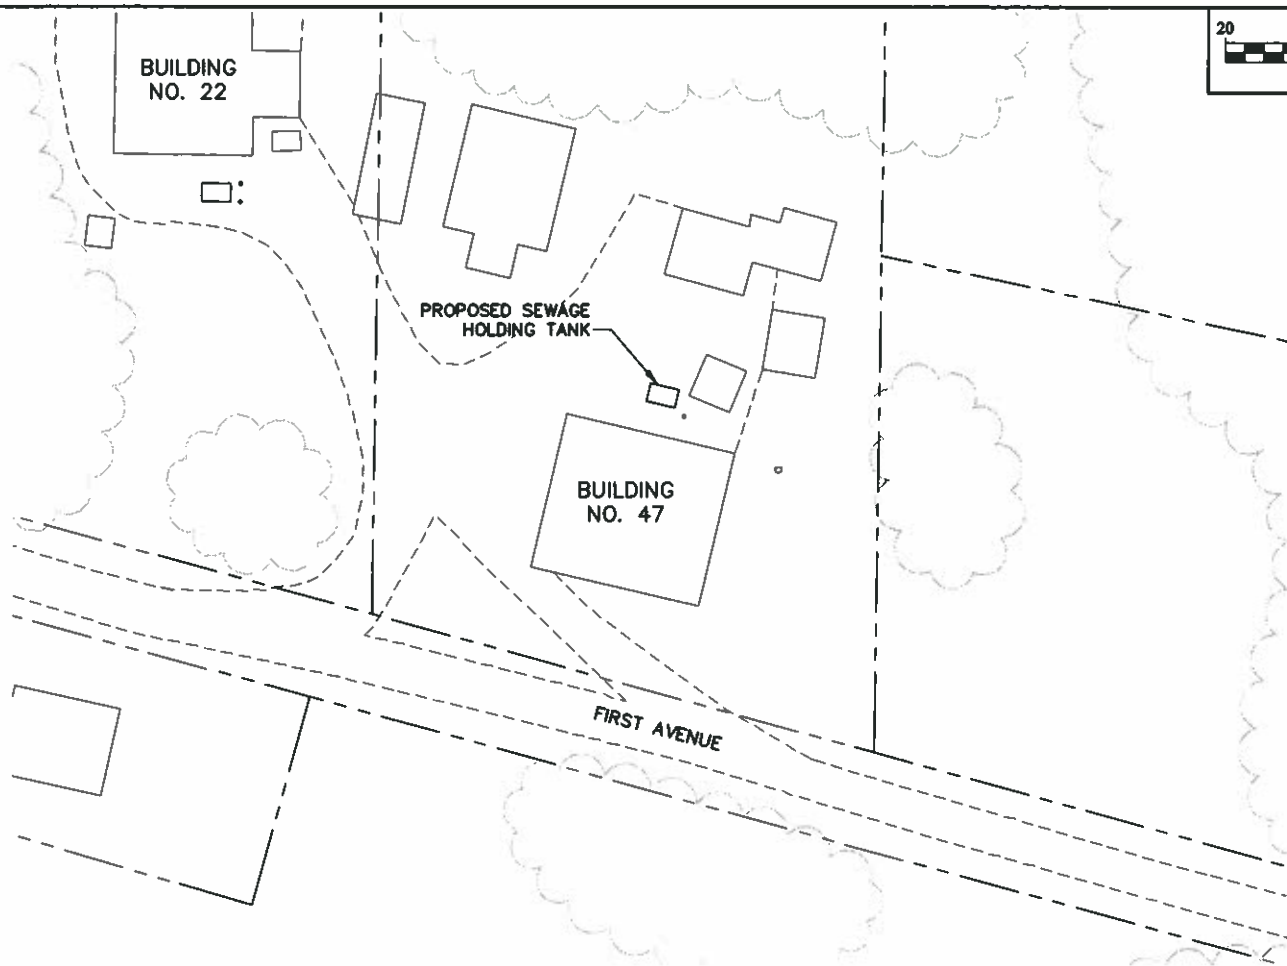 20
BUILDING
NO. 22
PROPOSED SEWAGE
HOLDING TANK
BUILDING
NO. 47
FIRST AVENUE